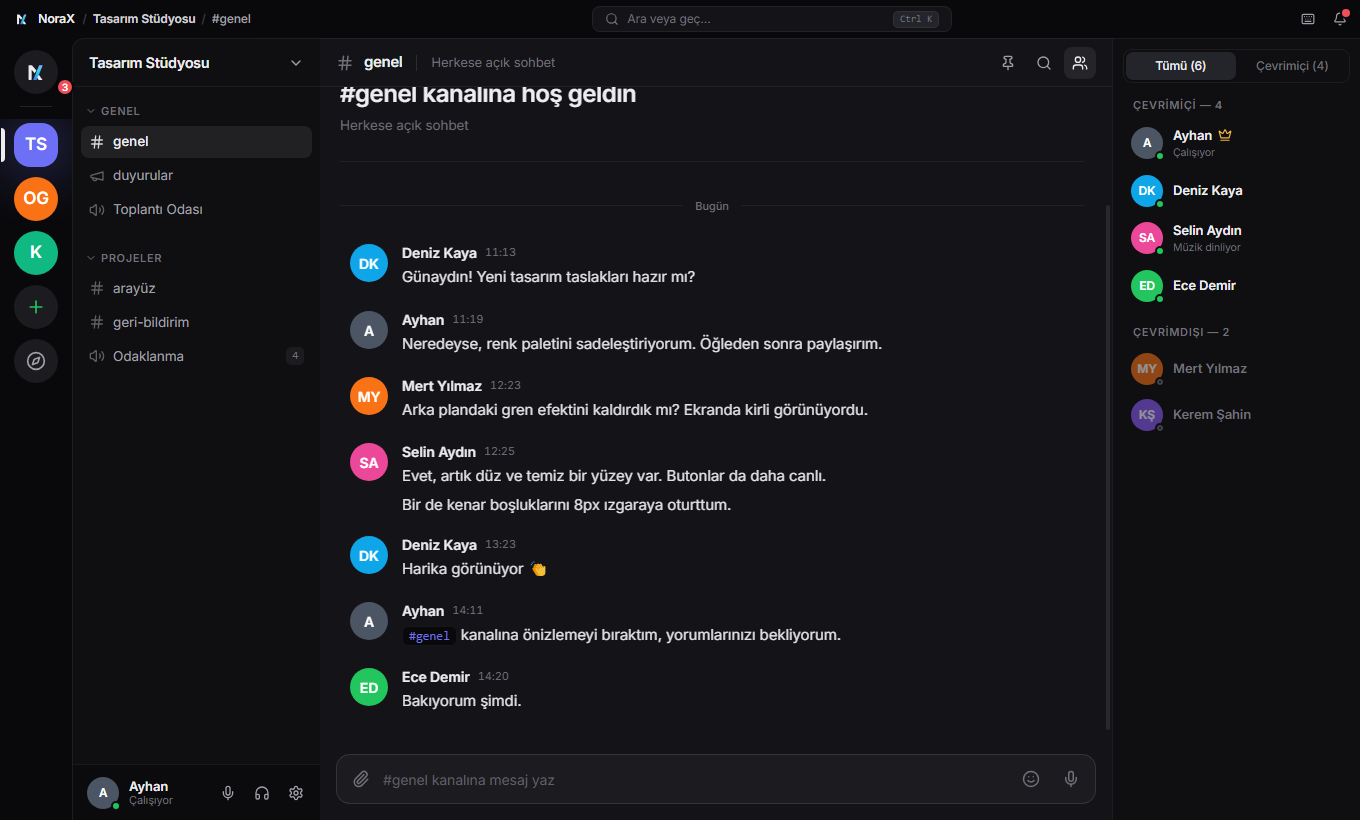 NoraX / Tasarım Stüdyosu / #genel
Ara veya geç...
Ctrl K
3
TS
OG
K
Tasarım Stüdyosu
GENEL
genel
duyurular
Toplantı Odası
PROJELER
arayüz
geri-bildirim
Odaklanma
4
A
Ayhan
Çalışıyor
# genel
Herkese açık sohbet
#genel kanalına hoş geldin
Herkese açık sohbet
Bugün
DK
Deniz Kaya 11:13
Günaydın! Yeni tasarım taslakları hazır mı?
A
Ayhan 11:19
Neredeyse, renk paletini sadeleştiriyorum. Öğleden sonra paylaşırım.
MY
Mert Yılmaz 12:23
Arka plandaki gren efektini kaldırdık mı? Ekranda kirli görünüyordu.
SA
Selin Aydın 12:25
Evet, artık düz ve temiz bir yüzey var. Butonlar da daha canlı.
Bir de kenar boşluklarını 8px ızgaraya oturttum.
DK
Deniz Kaya 13:23
Harika görünüyor 👏
A
Ayhan 14:11
#genel kanalına önizlemeyi bıraktım, yorumlarınızı bekliyorum.
ED
Ece Demir 14:20
Bakıyorum şimdi.
#genel kanalına mesaj yaz
Tümü (6)
Çevrimiçi (4)
ÇEVRİMİÇİ — 4
A
Ayhan
Çalışıyor
DK
Deniz Kaya
SA
Selin Aydın
Müzik dinliyor
ED
Ece Demir
ÇEVRİMDIŞI — 2
MY
Mert Yılmaz
KŞ
Kerem Şahin